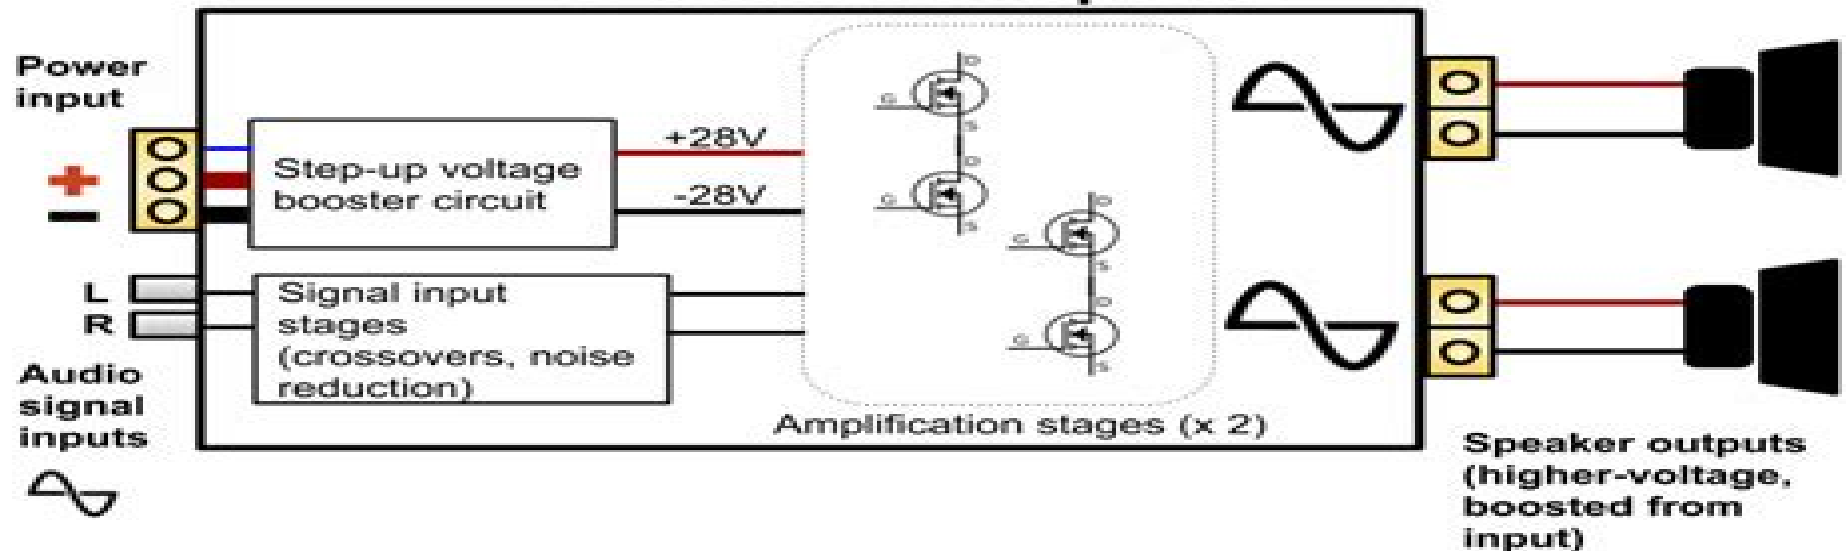 Power
input
+
−
Step-up voltage
booster circuit
+28V
-28V
L
R
Signal input
stages
(crossovers, noise
reduction)
Audio
signal
inputs
G
D
S
G
D
S
G
D
S
G
D
S
Amplification stages (x 2)
Speaker outputs
(higher-voltage,
boosted from
input)